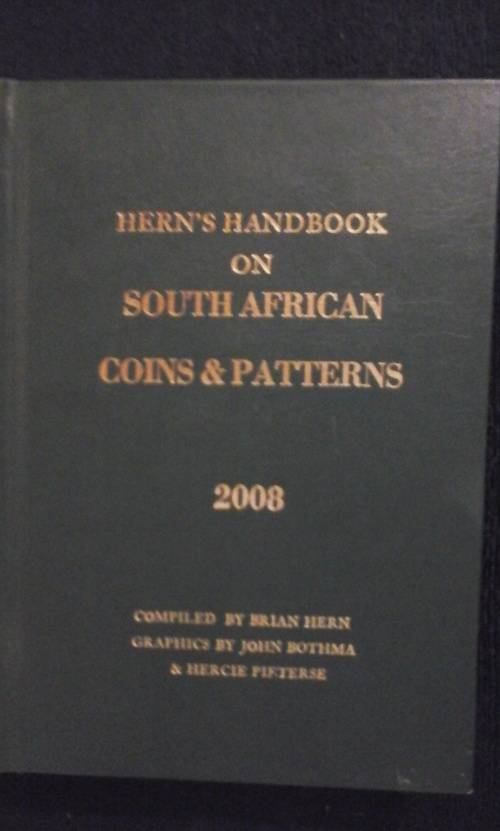 HERN'S HANDBOOK
ON
SOUTH AFRICAN
COINS & PATTERNS
2008
COMPILED BY BRIAN HERN
GRAPHICS BY JOHN BOTHMA
& HERCIE PIETERSE